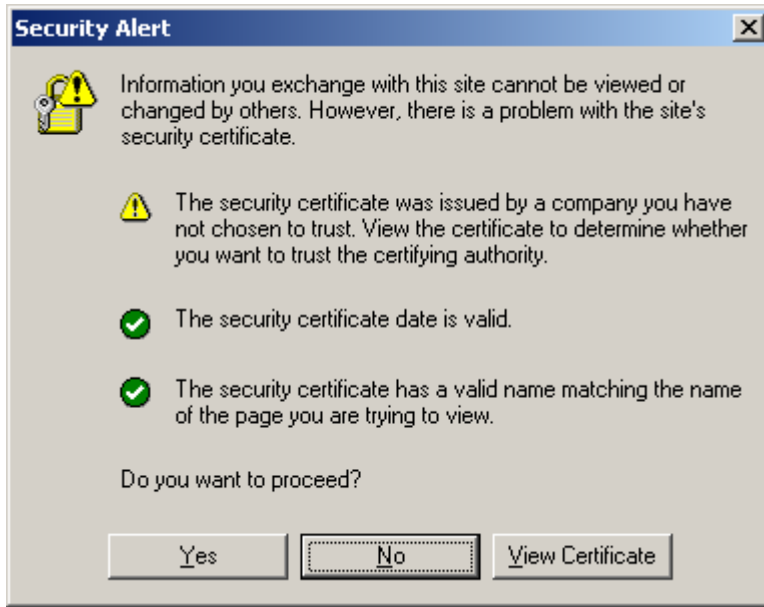 Security Alert
Information you exchange with this site cannot be viewed or
changed by others. However, there is a problem with the site's
security certificate.
The security certificate was issued by a company you have
not chosen to trust. View the certificate to determine whether
you want to trust the certifying authority.
The security certificate date is valid.
The security certificate has a valid name matching the name
of the page you are trying to view.
Do you want to proceed?
Yes No View Certificate